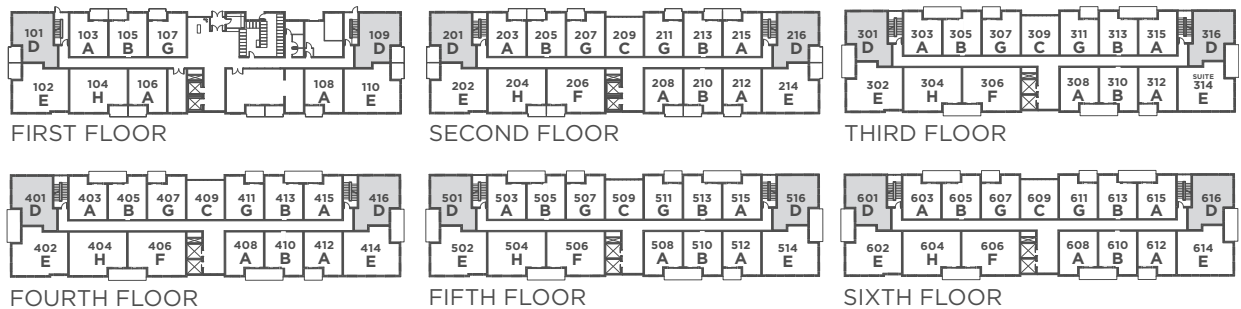 101 D
103 A
105 B
107 G
109 D
102 E
104 H
106 A
108 A
110 E
FIRST FLOOR
201 D
203 A
205 B
207 G
209 C
211 G
213 B
215 A
216 D
202 E
204 H
206 F
208 A
210 B
212 A
214 E
SECOND FLOOR
301 D
303 A
305 B
307 G
309 C
311 G
313 B
315 A
316 D
302 E
304 H
306 F
308 A
310 B
312 A
SUITE
314 E
THIRD FLOOR
401 D
403 A
405 B
407 G
409 C
411 G
413 B
415 A
416 D
402 E
404 H
406 F
408 A
410 B
412 A
414 E
FOURTH FLOOR
501 D
503 A
505 B
507 G
509 C
511 G
513 B
515 A
516 D
502 E
504 H
506 F
508 A
510 B
512 A
514 E
FIFTH FLOOR
601 D
603 A
605 B
607 G
609 C
611 G
613 B
615 A
616 D
602 E
604 H
606 F
608 A
610 B
612 A
614 E
SIXTH FLOOR